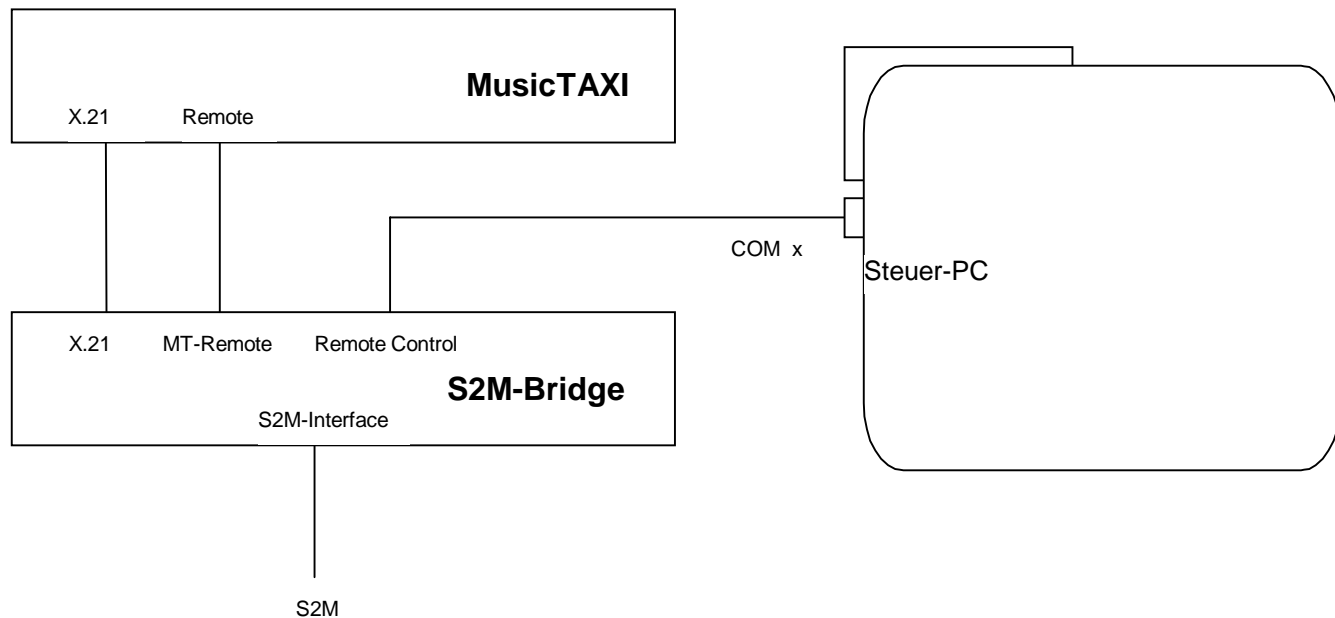 MusicTAXI
X.21 Remote
COM x
Steuer-PC
X.21 MT-Remote Remote Control
S2M-Bridge
S2M-Interface
S2M